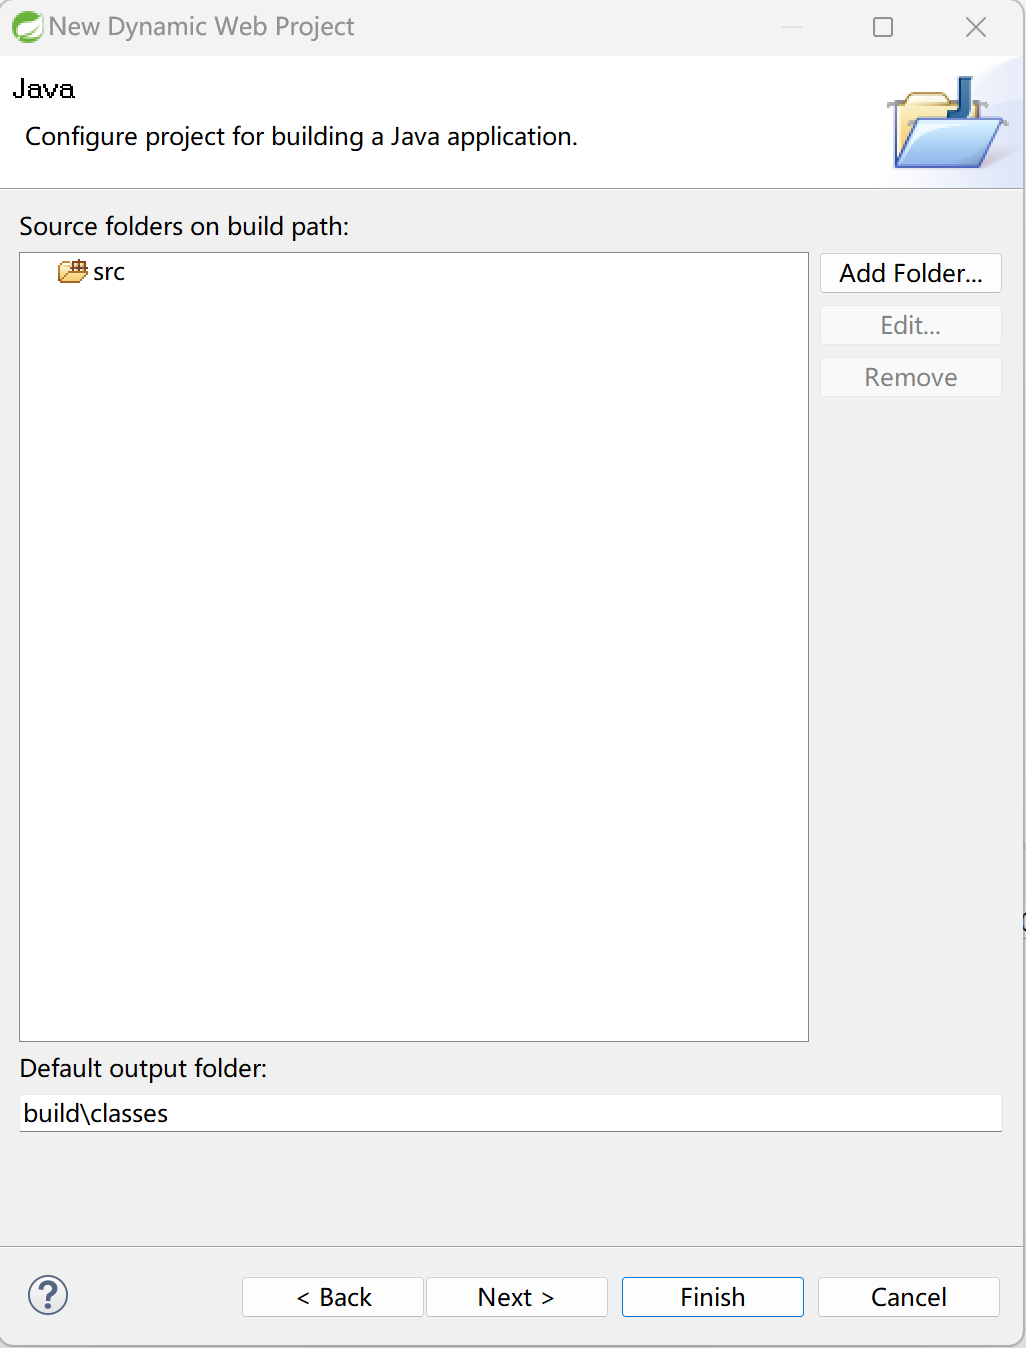 New Dynamic Web Project
Java
Configure project for building a Java application.
Source folders on build path:
src
Add Folder...
Edit...
Remove
Default output folder:
build\classes
?
< Back
Next >
Finish
Cancel